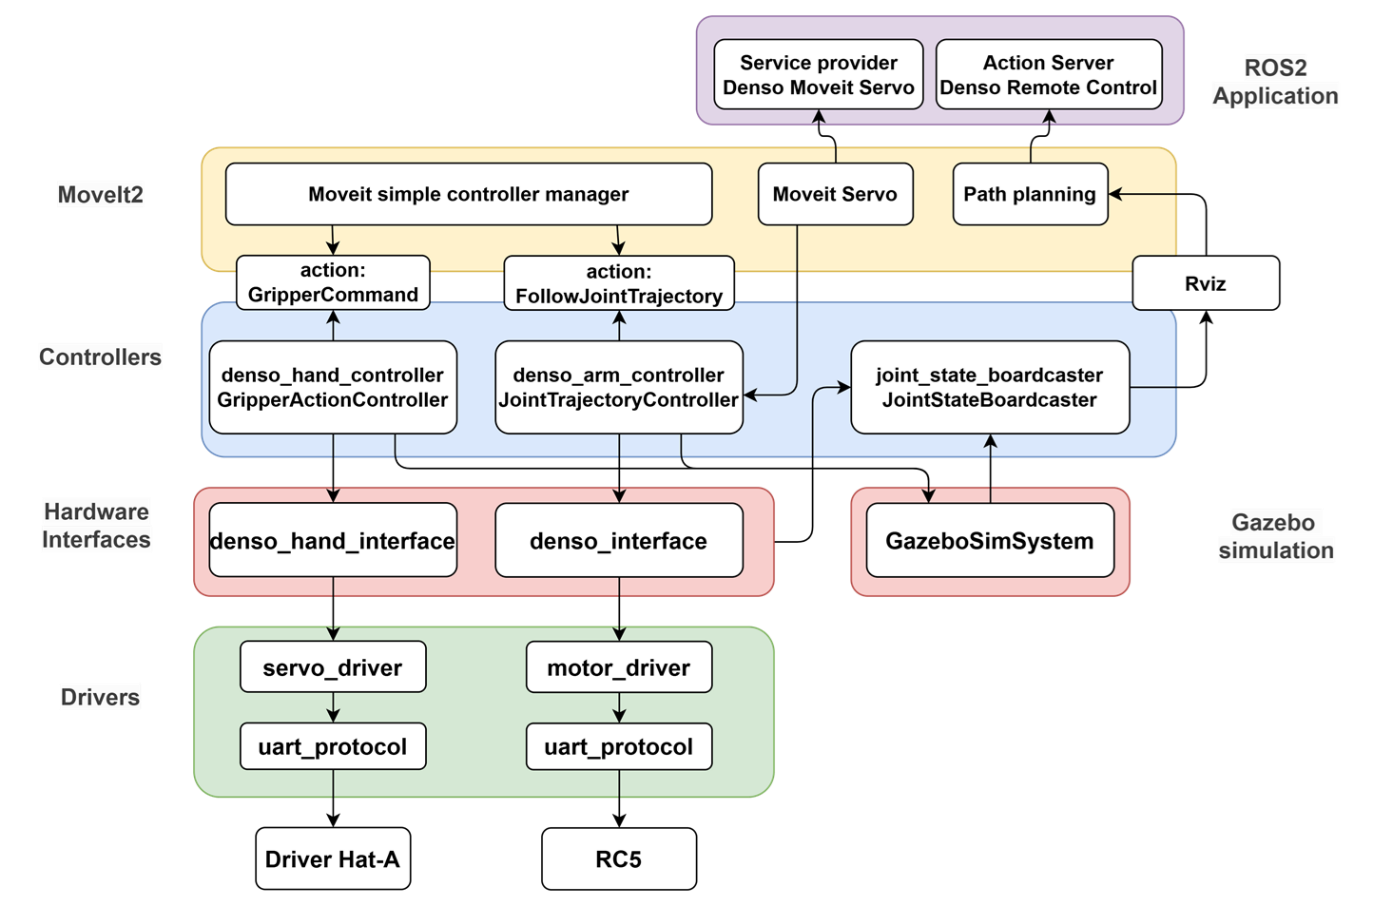 Service provider
Denso Moveit Servo
Action Server
Denso Remote Control
ROS2
Application
MoveIt2
Moveit simple controller manager
Moveit Servo
Path planning
action:
GripperCommand
action:
FollowJointTrajectory
Rviz
Controllers
denso_hand_controller
GripperActionController
denso_arm_controller
JointTrajectoryController
joint_state_boardcaster
JointStateBoardcaster
Hardware
Interfaces
denso_hand_interface
denso_interface
GazeboSimSystem
Gazebo
simulation
Drivers
servo_driver
motor_driver
uart_protocol
uart_protocol
Driver Hat-A
RC5